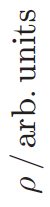 ρ / arb. units